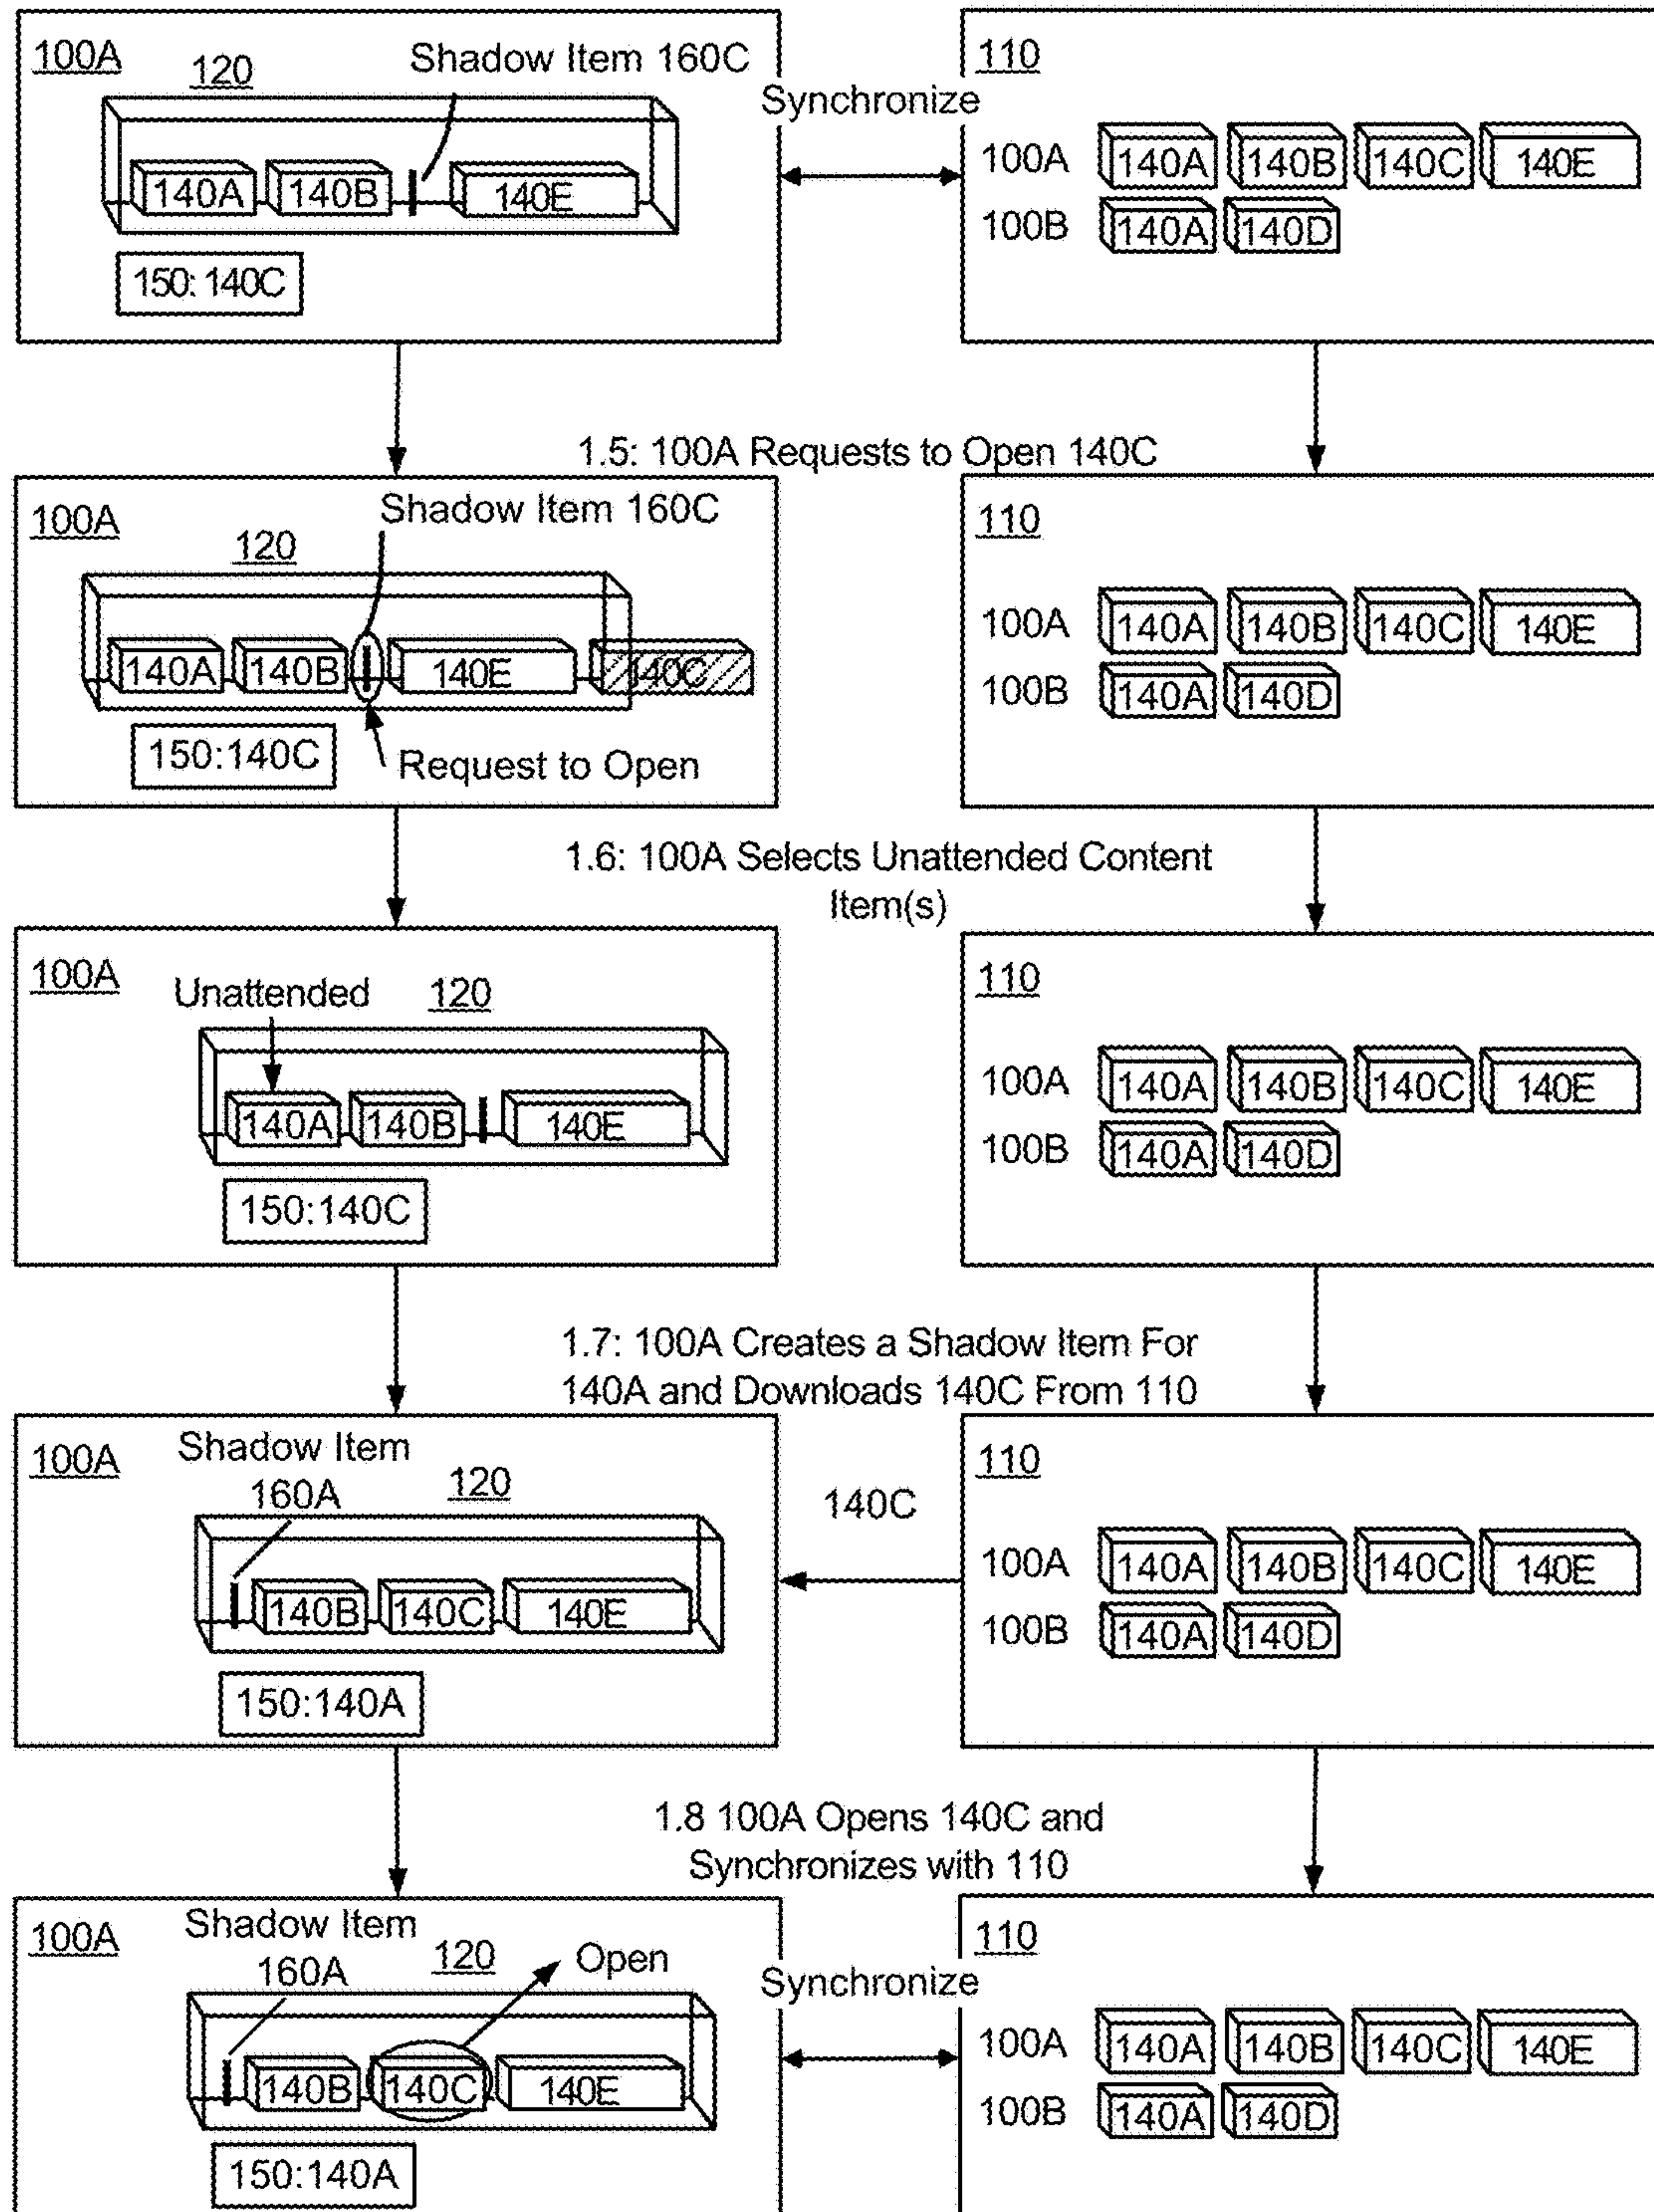 100A
120
Shadow Item 160C
140A
140B
140E
150:140C
Synchronize
110
100A
140A
140B
140C
140E
100B
140A
140D
1.5: 100A Requests to Open 140C
100A
Shadow Item 160C
120
140A
140B
140E
140C
150:140C
Request to Open
110
100A
140A
140B
140C
140E
100B
140A
140D
1.6: 100A Selects Unattended Content
Item(s)
100A
Unattended
120
140A
140B
140E
150:140C
110
100A
140A
140B
140C
140E
100B
140A
140D
1.7: 100A Creates a Shadow Item For
140A and Downloads 140C From 110
100A
Shadow Item
160A
120
140B
140C
140E
150:140A
140C
110
100A
140A
140B
140C
140E
100B
140A
140D
1.8 100A Opens 140C and
Synchronizes with 110
100A
Shadow Item
160A
120
Open
140B
140C
140E
150:140A
Synchronize
110
100A
140A
140B
140C
140E
100B
140A
140D